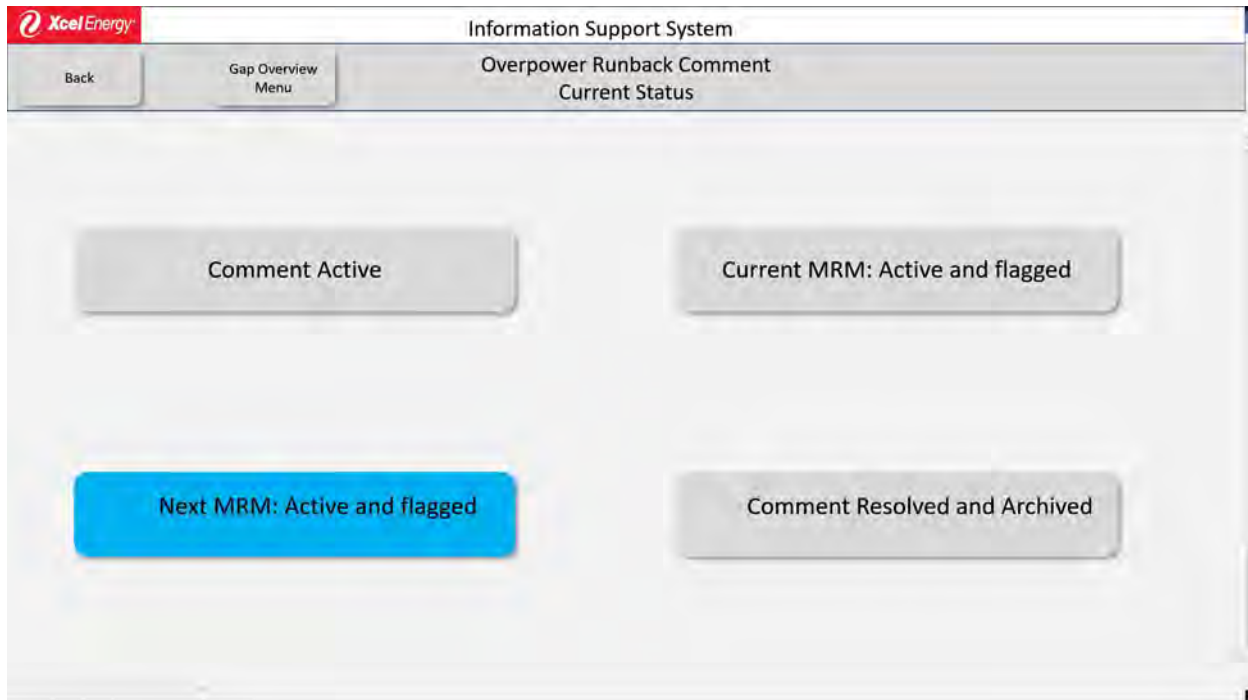 Xcel Energy
Information Support System
Back
Gap Overview
Menu
Overpower Runback Comment
Current Status
Comment Active
Current MRM: Active and flagged
Next MRM: Active and flagged
Comment Resolved and Archived